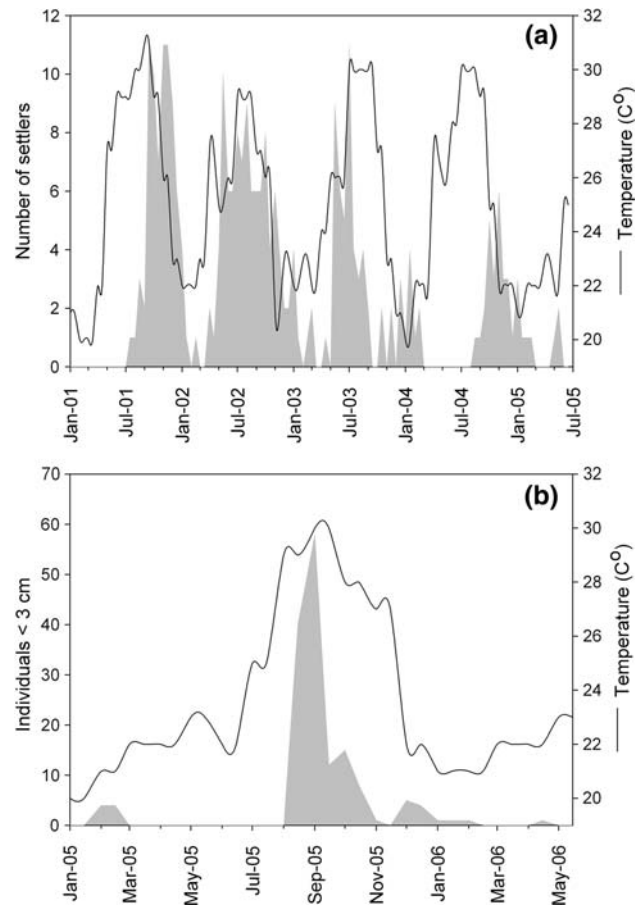 (a)
Number of settlers
12
10
8
6
4
2
0
32
30
28
26
24
22
20
Temperature (Cº)
Jan-01
Jul-01
Jan-02
Jul-02
Jan-03
Jul-03
Jan-04
Jul-04
Jan-05
Jul-05
(b)
Individuals < 3 cm
70
60
50
40
30
20
10
0
32
30
28
26
24
22
20
Temperature (Cº)
Jan-05
Mar-05
May-05
Jul-05
Sep-05
Nov-05
Jan-06
Mar-06
May-06